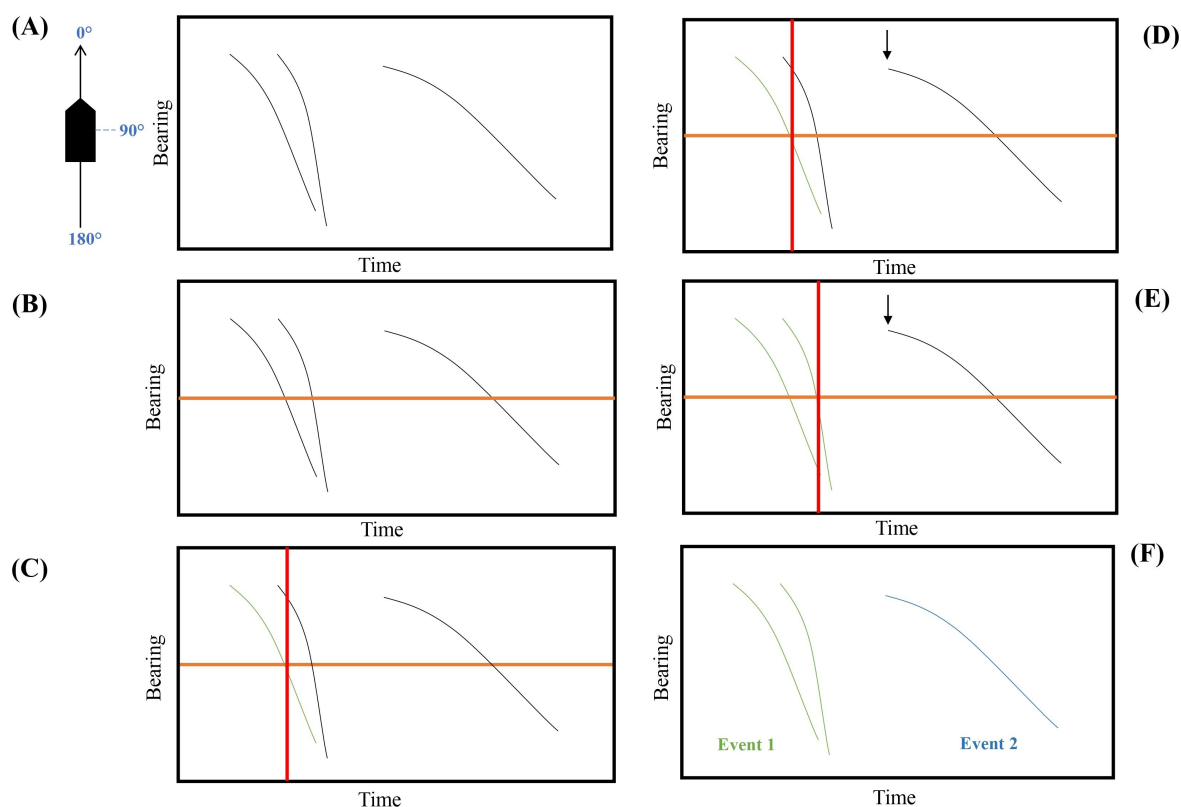 (A)
0°
90°
180°
Bearing
Time
(B)
Bearing
Time
(C)
Bearing
Time
(D)
Bearing
Time
(E)
Bearing
Time
(F)
Bearing
Event 1
Event 2
Time